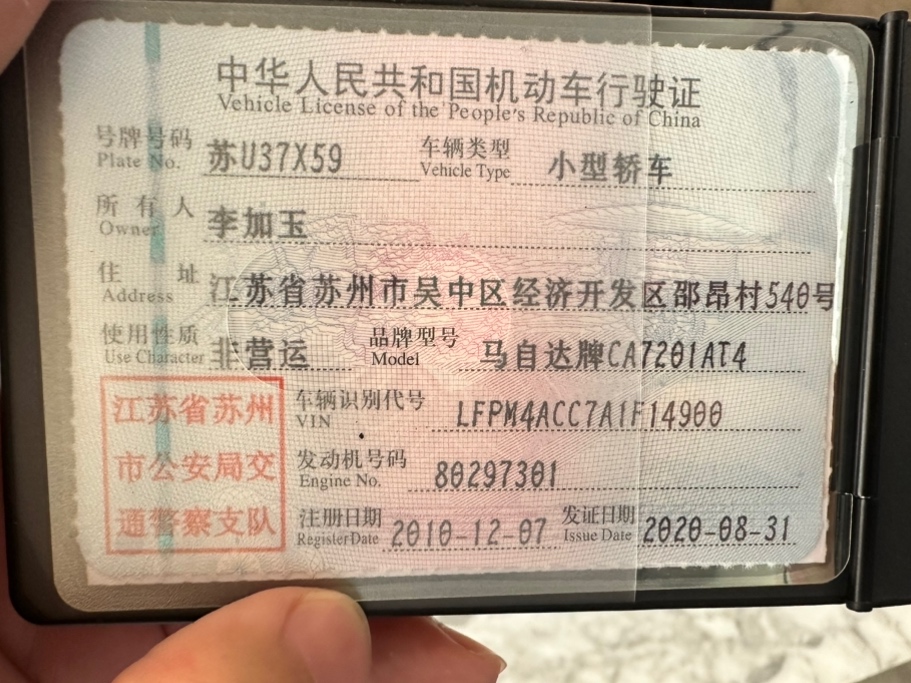 中华人民共和国机动车行驶证
Vehicle License of the People's Republic of China
号牌号码 Plate No. 苏U37X59 车辆类型 Vehicle Type 小型轿车
所有人 Owner 李加玉
住址 Address 江苏省苏州市吴中区经济开发区邵昂村540号
使用性质 Use Character 非营运 品牌型号 Model 马自达牌CA7201AT4
车辆识别代号 VIN LFPM4ACC7A1F14900
发动机号码 Engine No. 80297301
注册日期 Register Date 2010-12-07 发证日期 Issue Date 2020-08-31
江苏省苏州
市公安局交
通警察支队